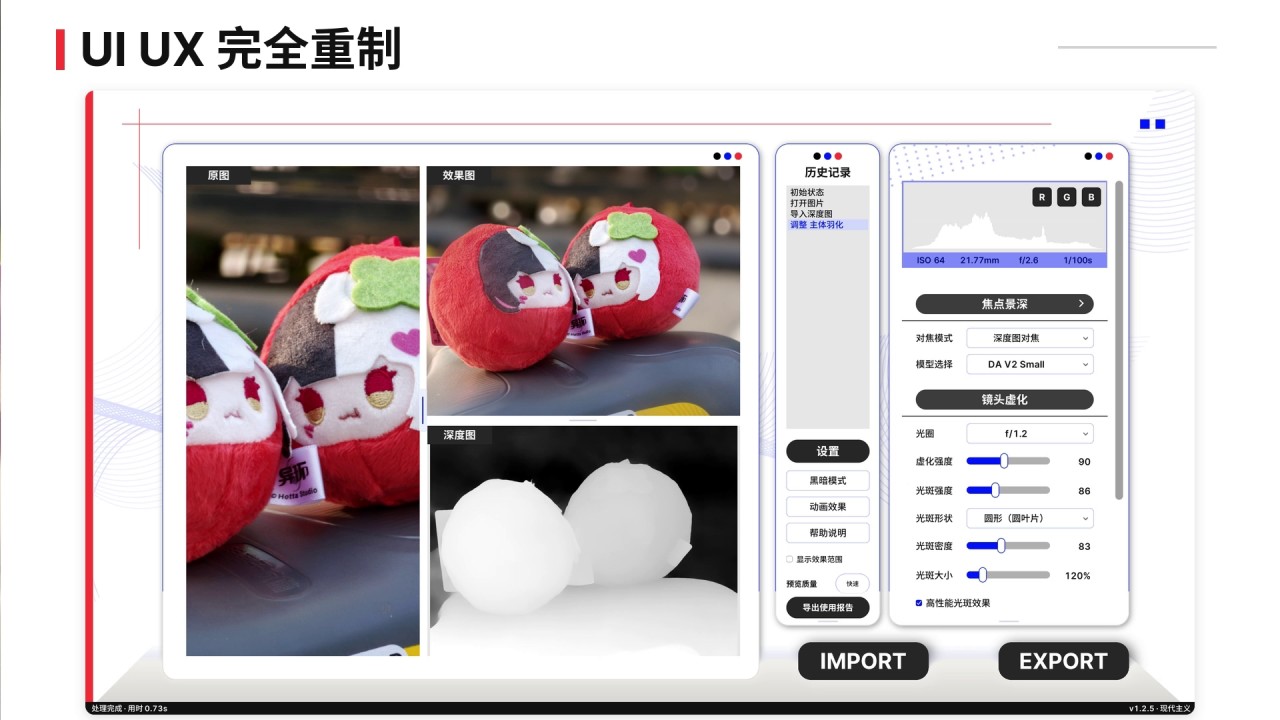 UI UX 完全重制
原图
效果图
深度图
异环
© Hotta Studio
历史记录
初始状态
打开图片
导入深度图
调整 主体羽化
设置
黑暗模式
动画效果
帮助说明
显示效果范围
预览质量 快速
导出使用报告
R G B
ISO 64 21.77mm f/2.6 1/100s
焦点景深
对焦模式 深度图对焦
模型选择 DA V2 Small
镜头虚化
光圈 f/1.2
虚化强度 90
光斑强度 86
光斑形状 圆形（圆叶片）
光斑密度 83
光斑大小 120%
高性能光斑效果
IMPORT EXPORT
处理完成 · 用时 0.73s
v1.2.5 · 现代主义